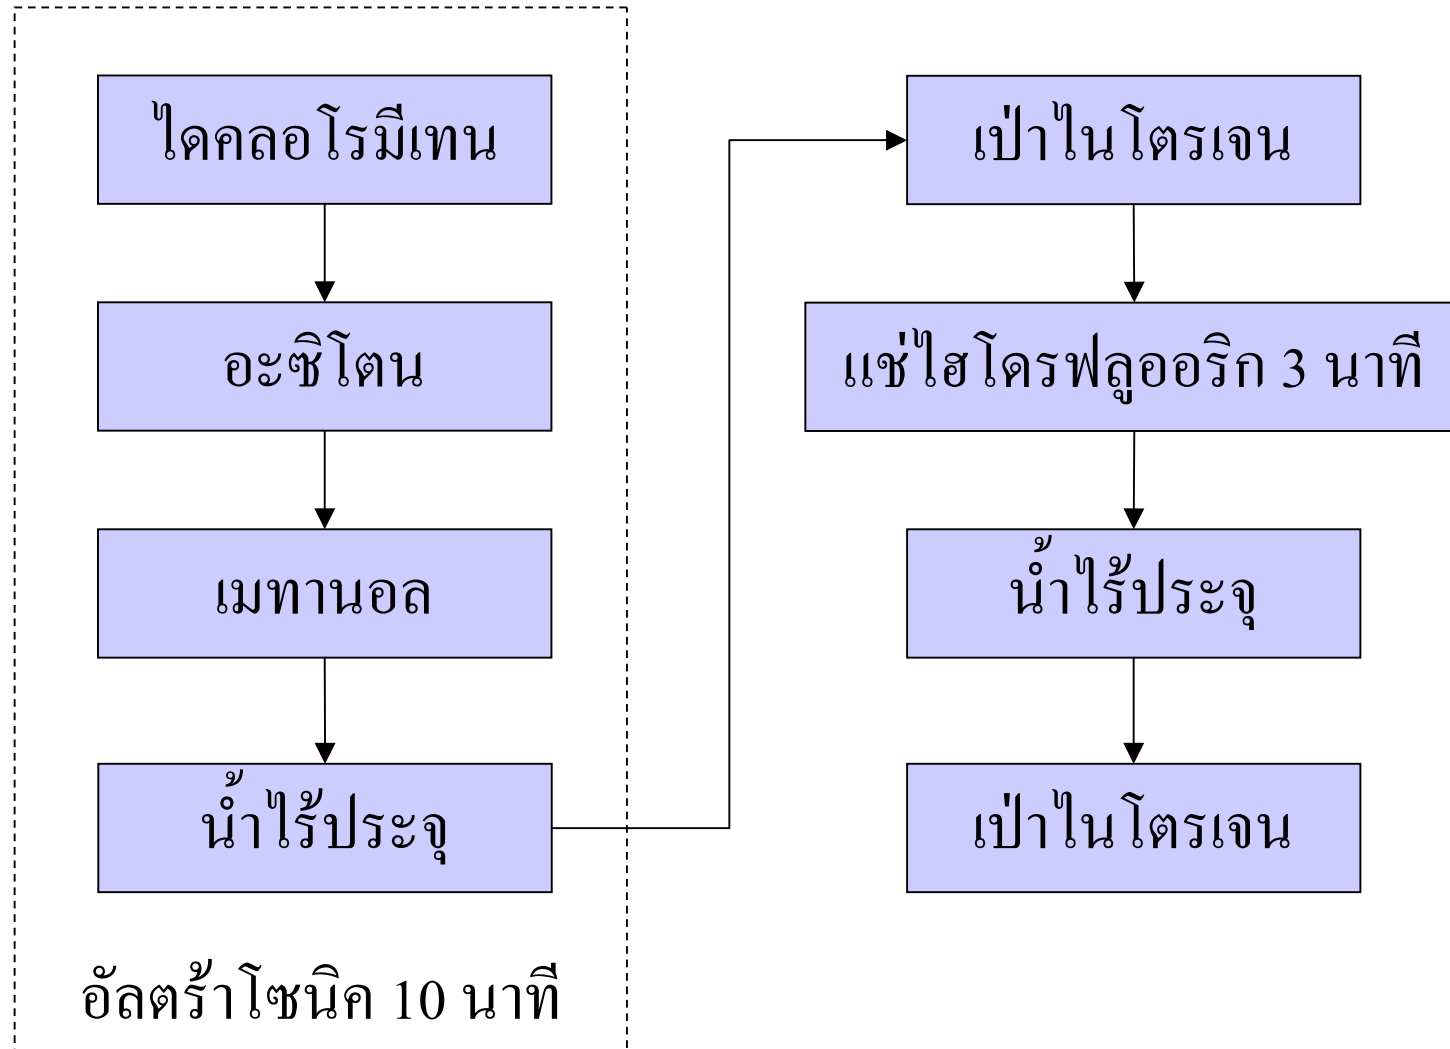 ไดคลอโรมีเทน
อะซิโตน
เมทานอล
น้ำไร้ประจุ
อัลตร้าโซนิค 10 นาที
เป่าไนโตรเจน
แช่ไฮโดรฟลูออริก 3 นาที
น้ำไร้ประจุ
เป่าไนโตรเจน